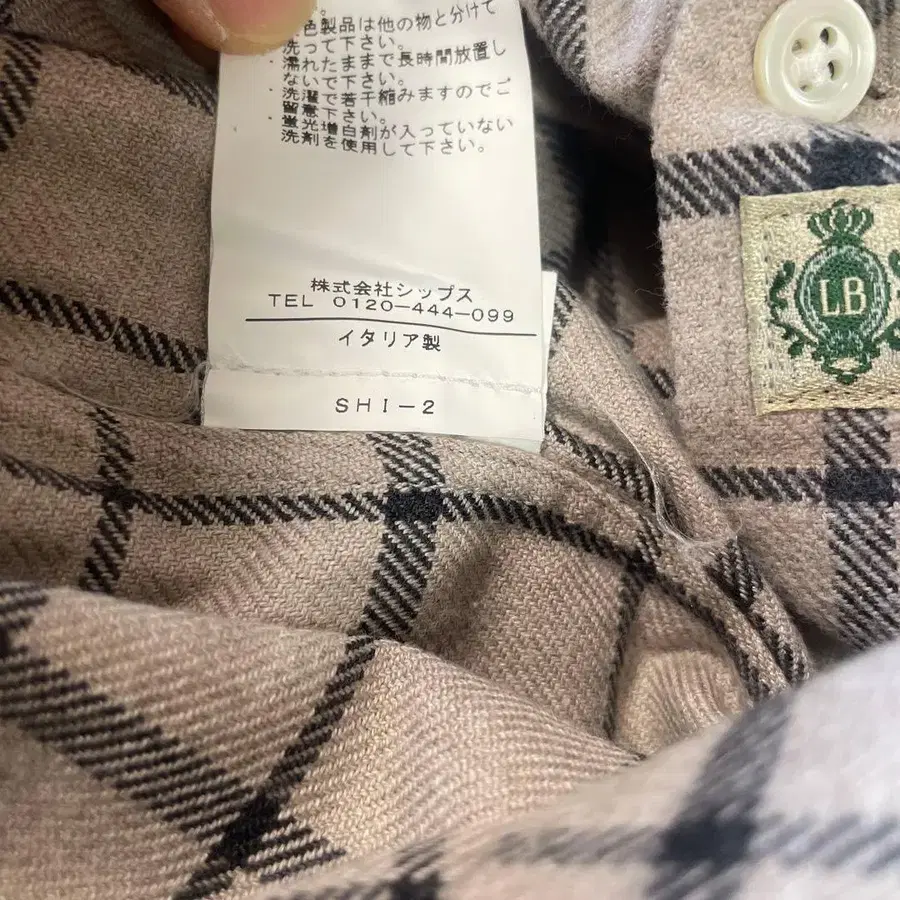 色製品は他の物と分けて
洗って下さい。
・濡れたままで長時間放置し
ないで下さい。
・洗濯で若干縮みますのでご
留意下さい。
・蛍光増白剤が入っていない
洗剤を使用して下さい。
株式会社シップス
TEL 0120-444-099
イタリア製
SHI-2
LB